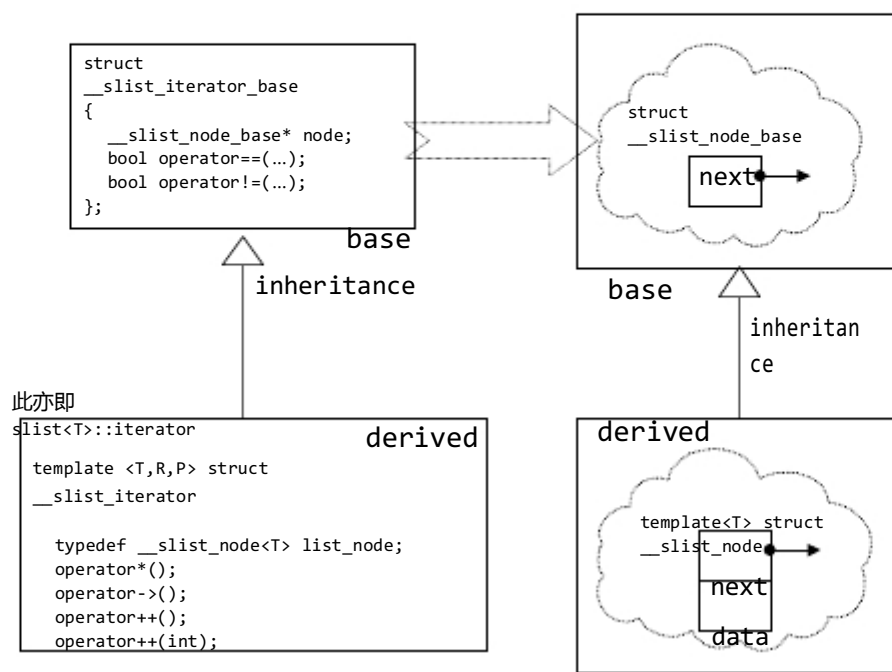 struct
__slist_iterator_base
{
__slist_node_base* node;
bool operator==(…);
bool operator!=(…);
};
base
inheritance
struct
__slist_node_base
next
base
inheritan
ce
此亦即
slist<T>::iterator
derived
template <T,R,P> struct
__slist_iterator
typedef __slist_node<T> list_node;
operator*();
operator->();
operator++();
operator++(int);
derived
template<T> struct
__slist_node
next
data